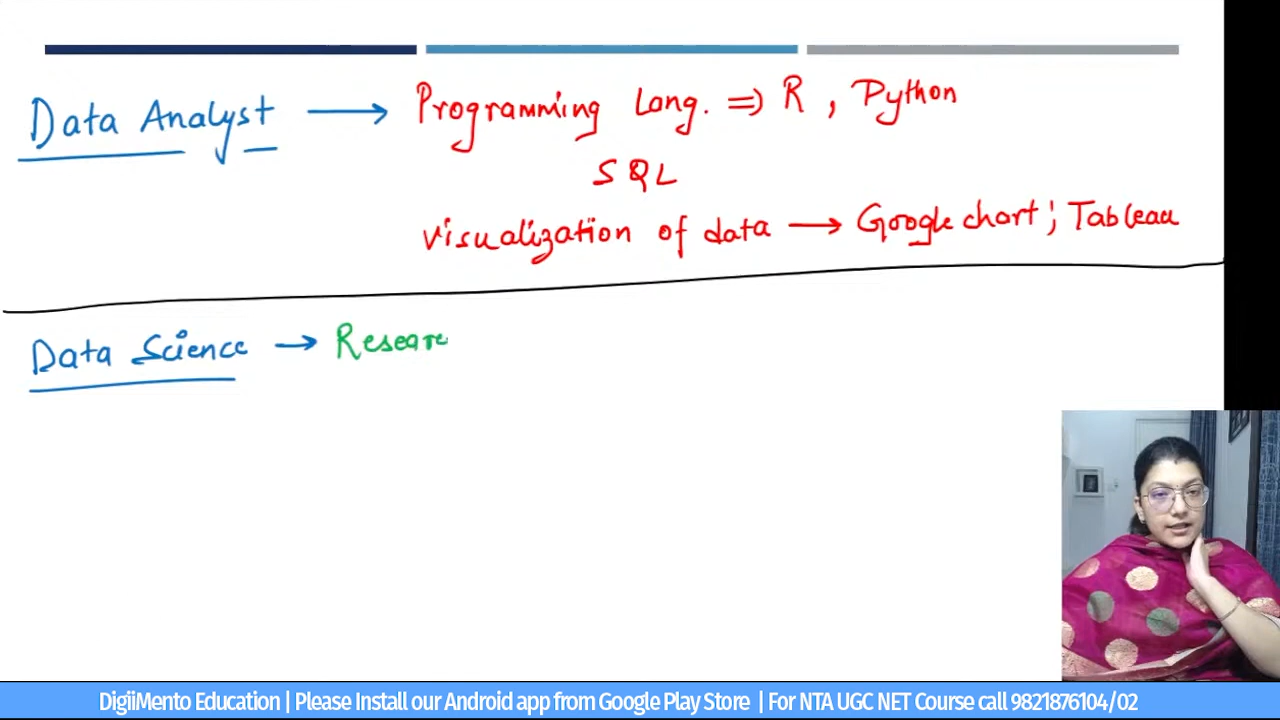 Data Analyst → Programming Lang. ⇒ R, Python
SQL
visualization of data → Google chart; Tableau
Data Science → Researc
DigiiMento Education | Please Install our Android app from Google Play Store | For NTA UGC NET Course call 9821876104/02